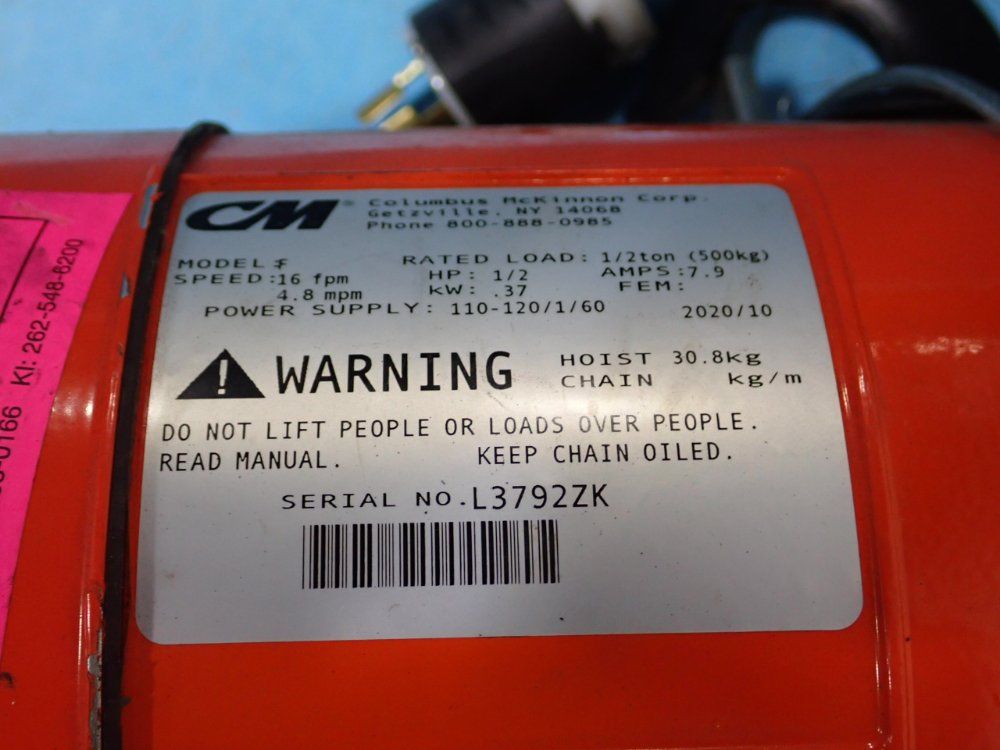 CM® Columbus McKinnon Corp.
Getzville, NY 14068
Phone 800-888-0985
MODEL: F RATED LOAD: 1/2ton (500kg)
SPEED: 16 fpm HP: 1/2 AMPS: 7.9
4.8 mpm KW: .37 FEM:
POWER SUPPLY: 110-120/1/60 2020/10
! WARNING HOIST 30.8kg
CHAIN kg/m
DO NOT LIFT PEOPLE OR LOADS OVER PEOPLE.
READ MANUAL. KEEP CHAIN OILED.
SERIAL NO. L3792ZK
-0166 KI: 262-548-6200